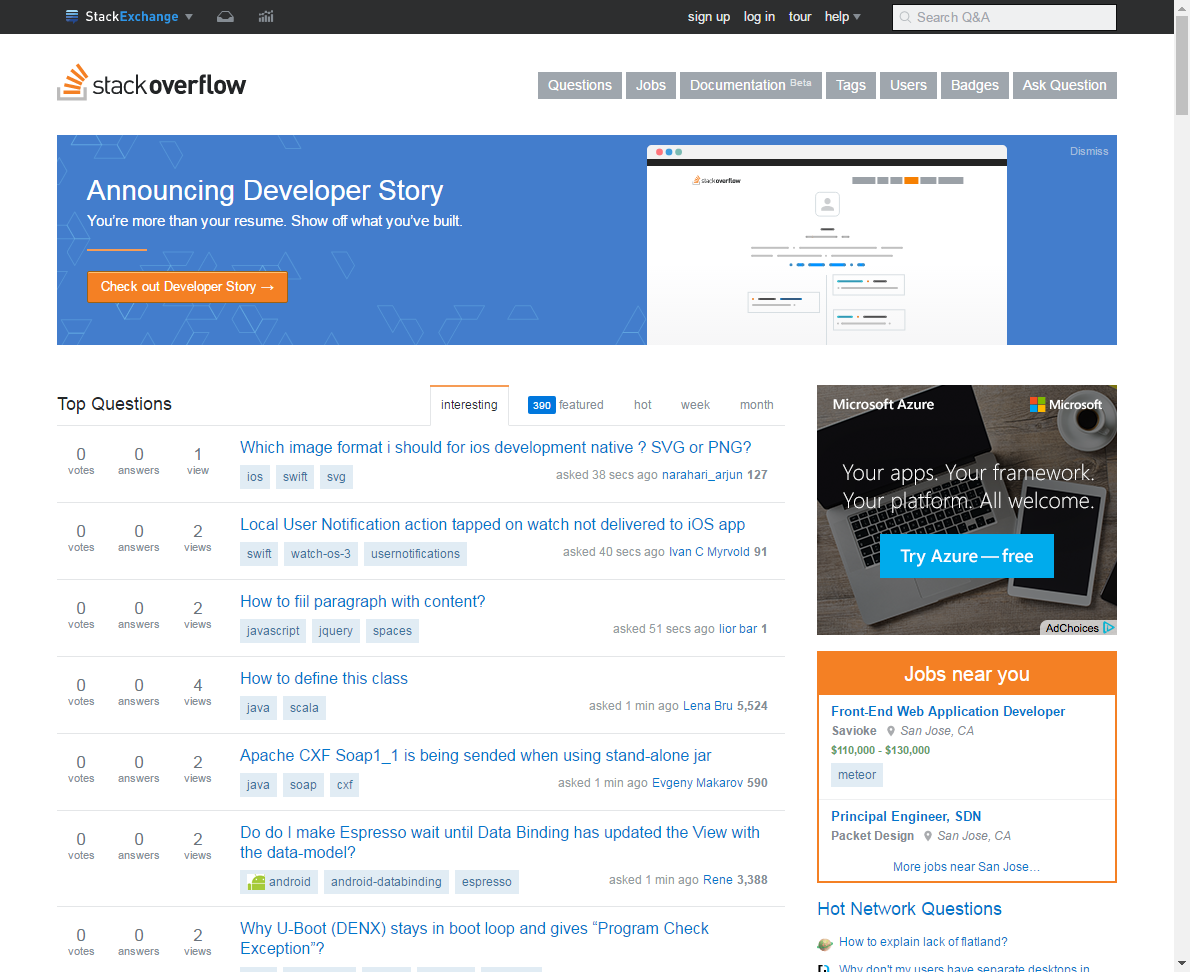 StackExchange
sign up log in tour help
Search Q&A
stackoverflow
Questions Jobs Documentation Beta Tags Users Badges Ask Question
Dismiss
Announcing Developer Story
You're more than your resume. Show off what you've built.
Check out Developer Story →
stackoverflow
Top Questions
interesting 390 featured hot week month
0 votes 0 answers 1 view
Which image format i should for ios development native ? SVG or PNG?
ios swift svg
asked 38 secs ago narahari_arjun 127
0 votes 0 answers 2 views
Local User Notification action tapped on watch not delivered to iOS app
swift watch-os-3 usernotifications
asked 40 secs ago Ivan C Myrvold 91
0 votes 0 answers 2 views
How to fiil paragraph with content?
javascript jquery spaces
asked 51 secs ago lior bar 1
0 votes 0 answers 4 views
How to define this class
java scala
asked 1 min ago Lena Bru 5,524
0 votes 0 answers 2 views
Apache CXF Soap1_1 is being sended when using stand-alone jar
java soap cxf
asked 1 min ago Evgeny Makarov 590
0 votes 0 answers 2 views
Do do I make Espresso wait until Data Binding has updated the View with
the data-model?
android android-databinding espresso
asked 1 min ago Rene 3,388
0 votes 0 answers 2 views
Why U-Boot (DENX) stays in boot loop and gives “Program Check
Exception”?
Microsoft Azure
Microsoft
Your apps. Your framework.
Your platform. All welcome.
Try Azure—free
AdChoices
Jobs near you
Front-End Web Application Developer
Savioke San Jose, CA
$110,000 - $130,000
meteor
Principal Engineer, SDN
Packet Design San Jose, CA
More jobs near San Jose…
Hot Network Questions
How to explain lack of flatland?
Why don't my users have separate desktops in